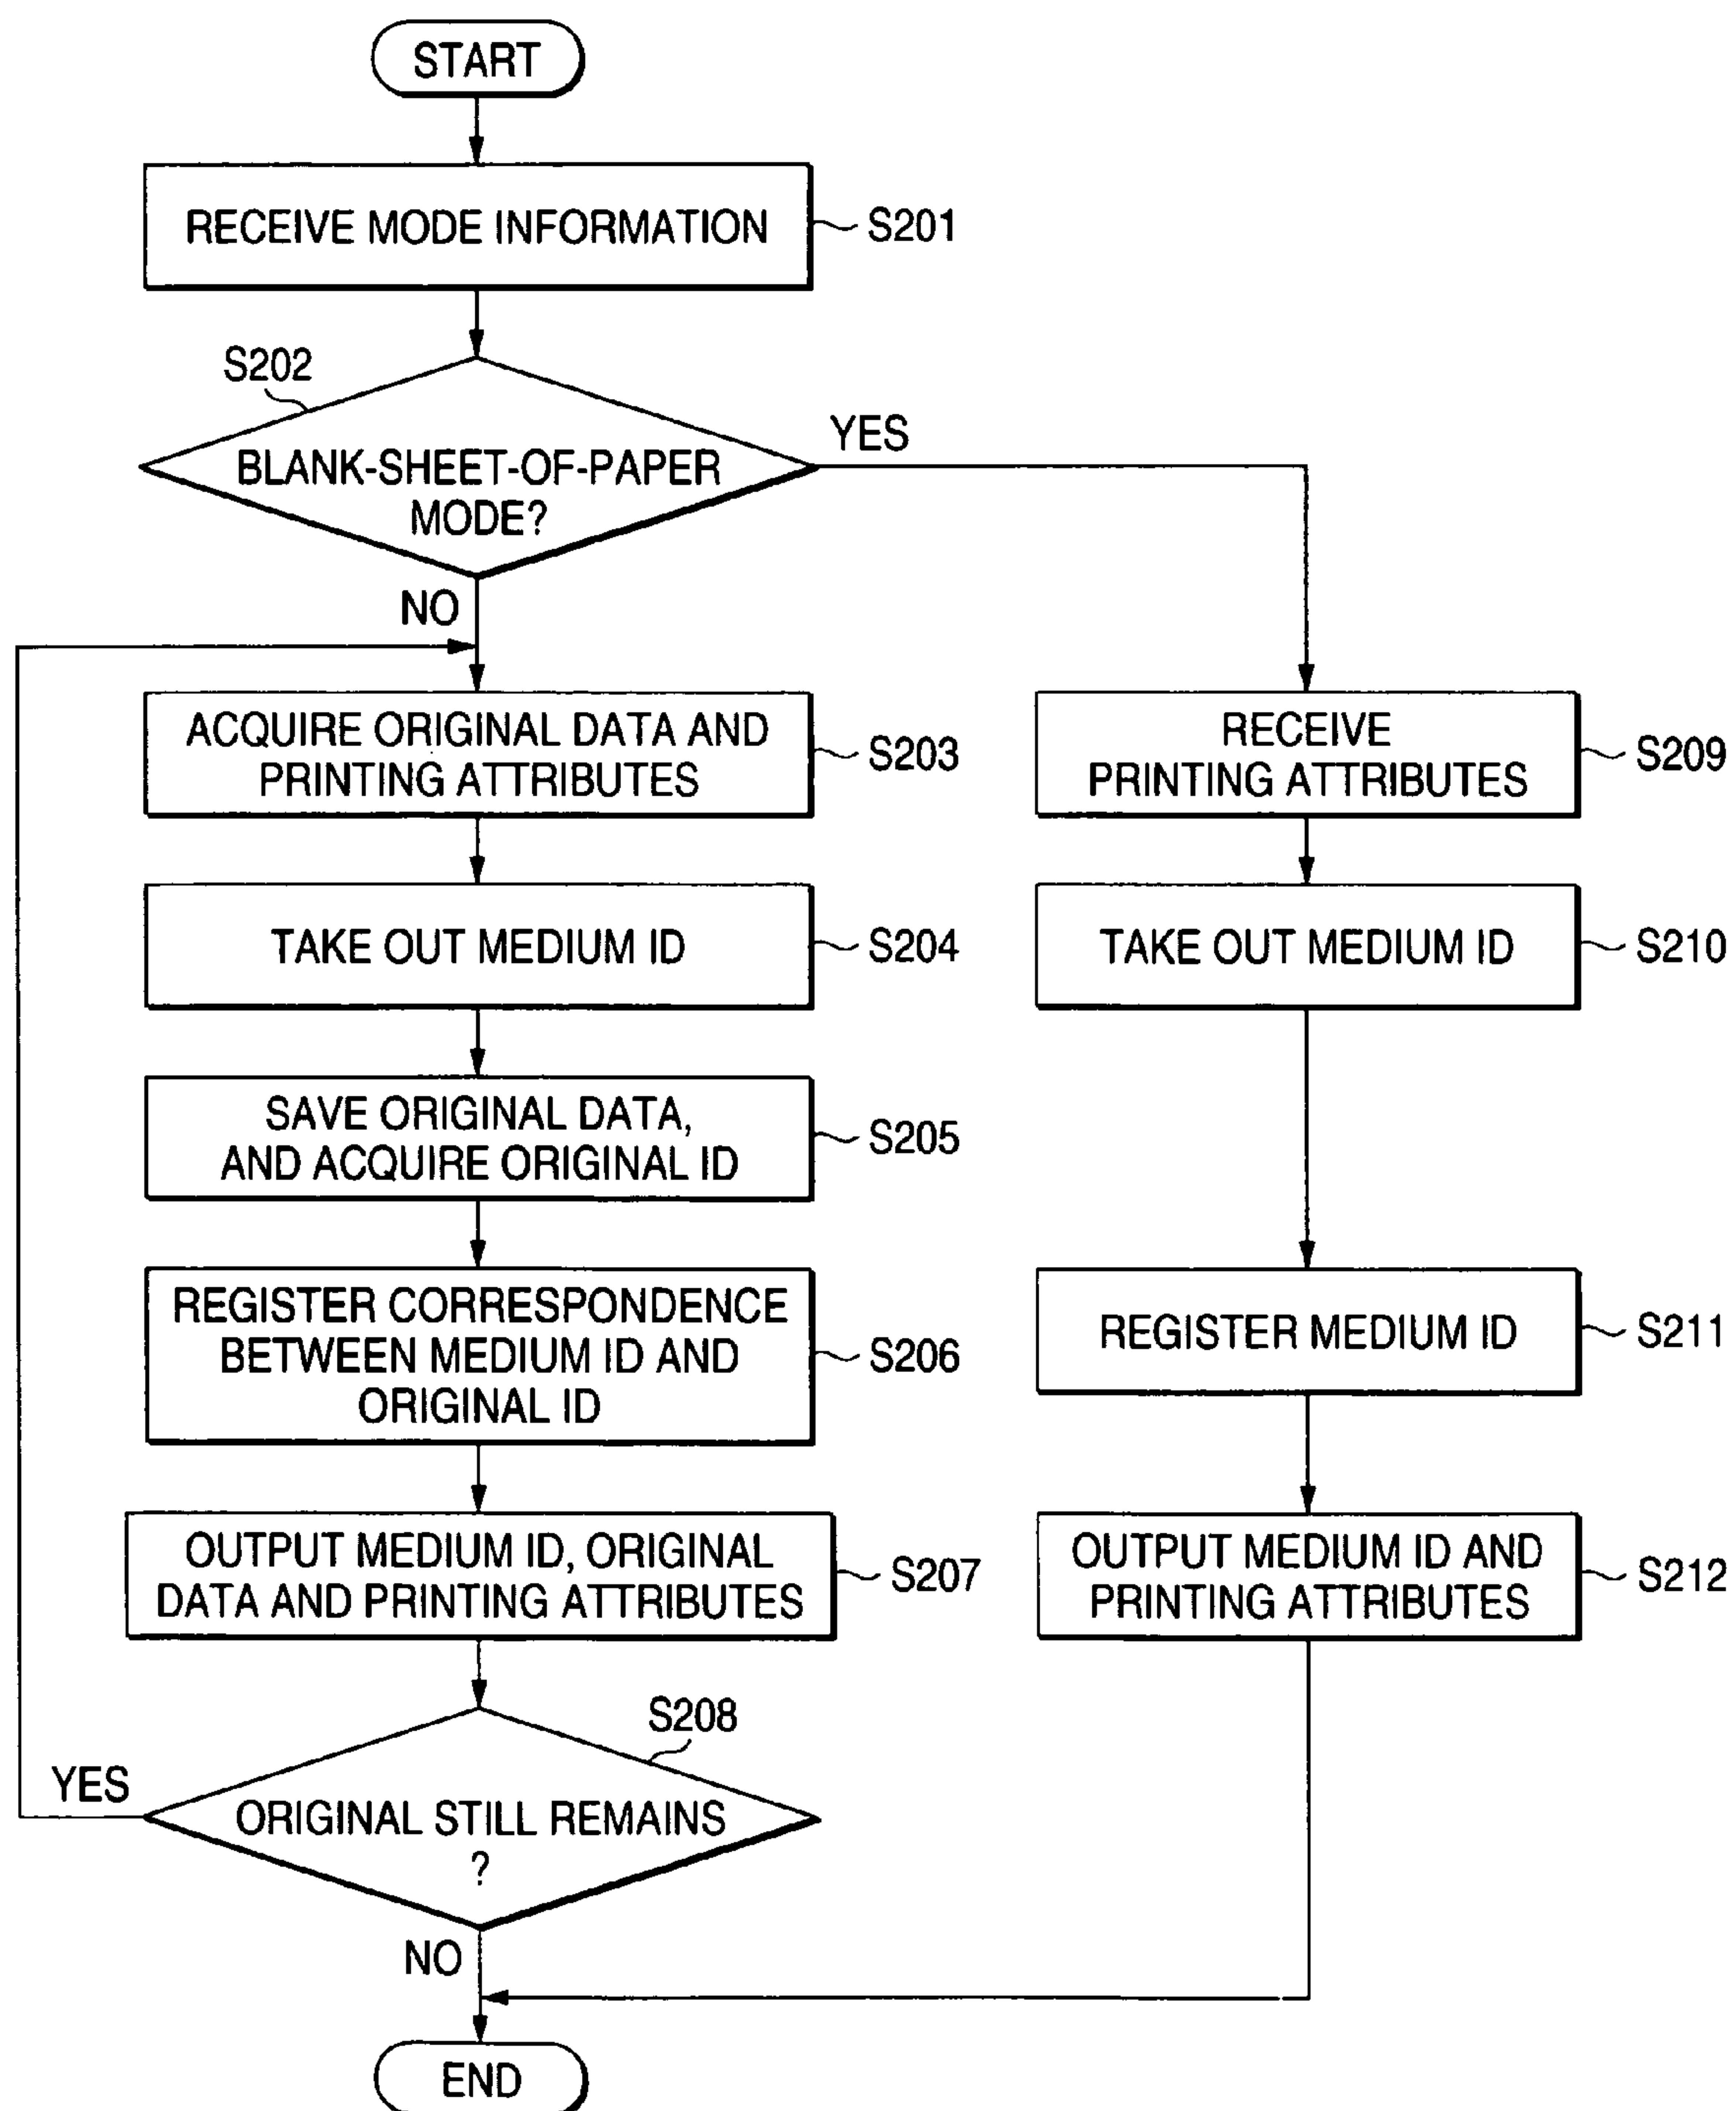 START
RECEIVE MODE INFORMATION
S201
S202
BLANK-SHEET-OF-PAPER
MODE?
YES
NO
ACQUIRE ORIGINAL DATA AND
PRINTING ATTRIBUTES
S203
TAKE OUT MEDIUM ID
S204
SAVE ORIGINAL DATA,
AND ACQUIRE ORIGINAL ID
S205
REGISTER CORRESPONDENCE
BETWEEN MEDIUM ID AND
ORIGINAL ID
S206
OUTPUT MEDIUM ID, ORIGINAL
DATA AND PRINTING ATTRIBUTES
S207
S208
ORIGINAL STILL REMAINS
?
YES
NO
RECEIVE
PRINTING ATTRIBUTES
S209
TAKE OUT MEDIUM ID
S210
REGISTER MEDIUM ID
S211
OUTPUT MEDIUM ID AND
PRINTING ATTRIBUTES
S212
END